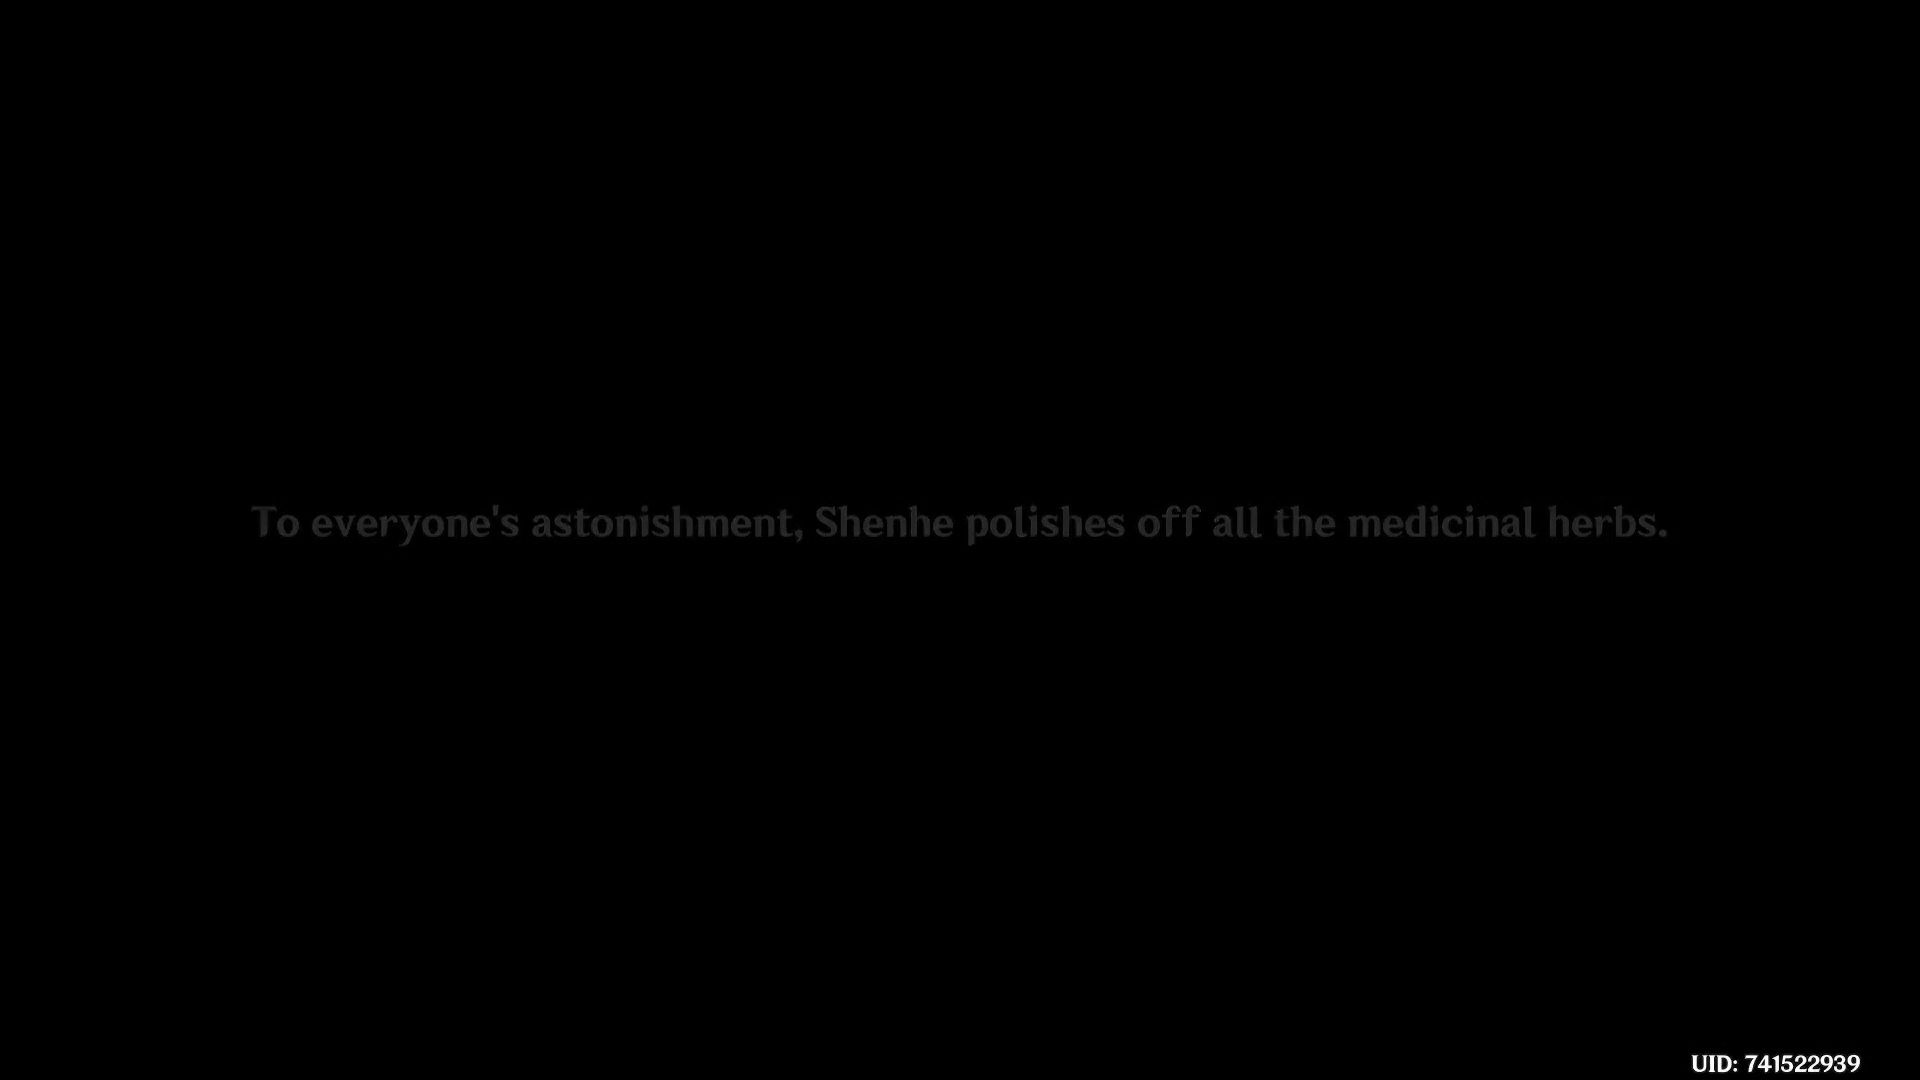 To everyone's astonishment, Shenhe polishes off all the medicinal herbs.
UID: 741522939